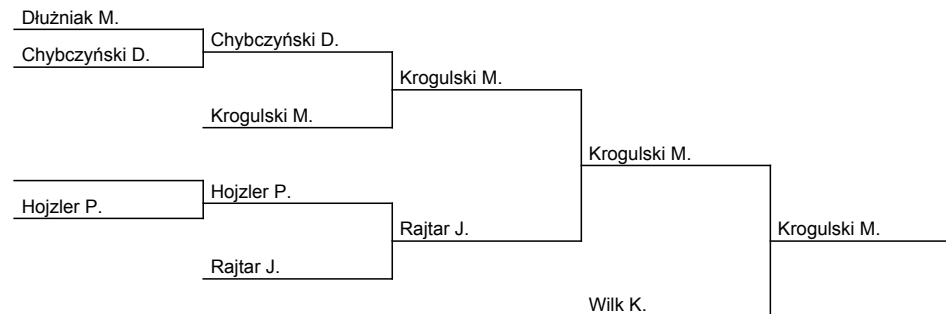 Dłużniak M.
Chybczyński D.
Chybczyński D.
Krogulski M.
Krogulski M.
Krogulski M.
Hojzler P.
Hojzler P.
Rajtar J.
Rajtar J.
Krogulski M.
Wilk K.